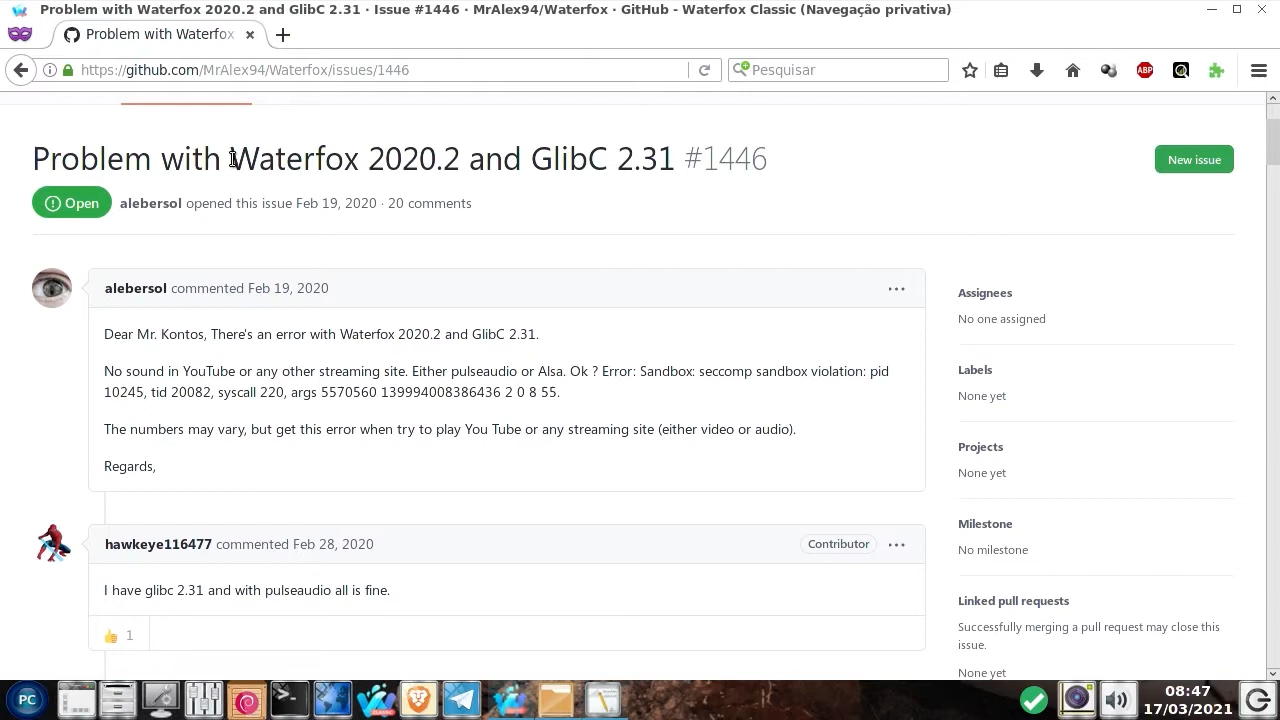 Problem with Waterfox 2020.2 and GlibC 2.31 · Issue #1446 · MrAlex94/Waterfox · GitHub - Waterfox Classic (Navegação privativa)
Problem with Waterfox
https://github.com/MrAlex94/Waterfox/issues/1446
Pesquisar
ABP
Problem with Waterfox 2020.2 and GlibC 2.31 #1446
New issue
Open
alebersol opened this issue Feb 19, 2020 · 20 comments
alebersol commented Feb 19, 2020
Dear Mr. Kontos, There's an error with Waterfox 2020.2 and GlibC 2.31.
No sound in YouTube or any other streaming site. Either pulseaudio or Alsa. Ok ? Error: Sandbox: seccomp sandbox violation: pid
10245, tid 20082, syscall 220, args 5570560 139994008386436 2 0 8 55.
The numbers may vary, but get this error when try to play You Tube or any streaming site (either video or audio).
Regards,
hawkeye116477 commented Feb 28, 2020
Contributor
I have glibc 2.31 and with pulseaudio all is fine.
1
Assignees
No one assigned
Labels
None yet
Projects
None yet
Milestone
No milestone
Linked pull requests
Successfully merging a pull request may close this
issue.
None yet
PC
CLASSIC
08:47
17/03/2021